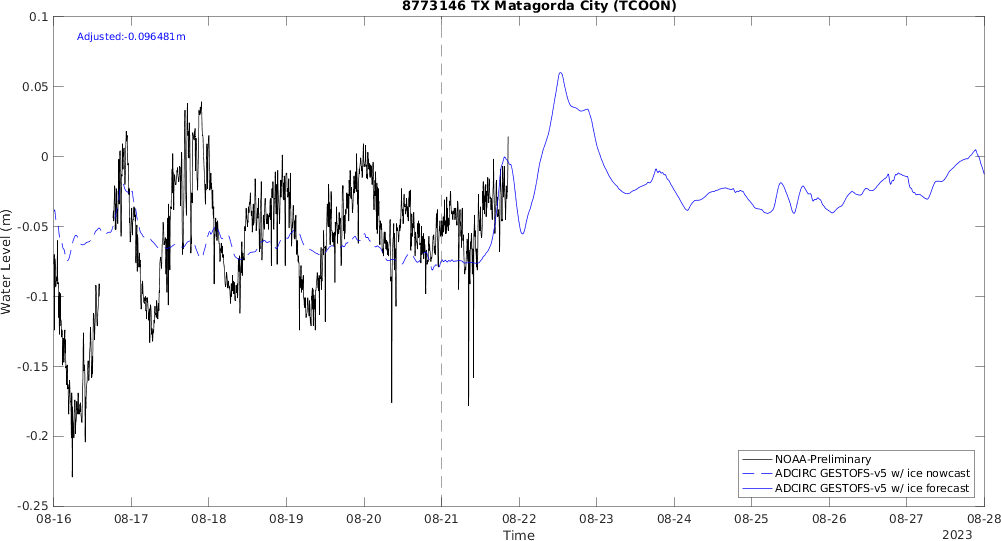 8773146 TX Matagorda City (TCOON)
Adjusted:-0.096481m
0.1
0.05
0
-0.05
-0.1
-0.15
-0.2
-0.25
Water Level (m)
NOAA-Preliminary
ADCIRC GESTOFS-v5 w/ ice nowcast
ADCIRC GESTOFS-v5 w/ ice forecast
08-16 08-17 08-18 08-19 08-20 08-21 08-22 08-23 08-24 08-25 08-26 08-27 08-28
Time
2023